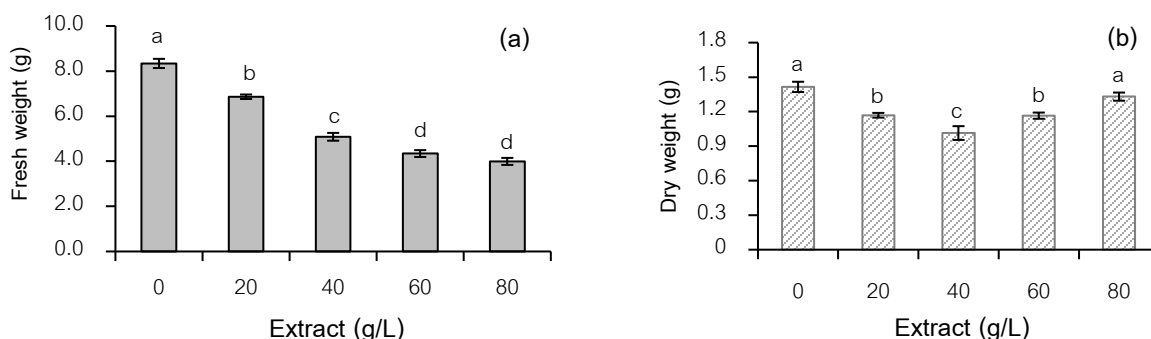 (a)
Fresh weight (g)
10.0
8.0
6.0
4.0
2.0
0.0
a
b
c
d
d
0 20 40 60 80
Extract (g/L)
(b)
Dry weight (g)
1.8
1.5
1.2
0.9
0.6
0.3
0
a
b
c
b
a
0 20 40 60 80
Extract (g/L)